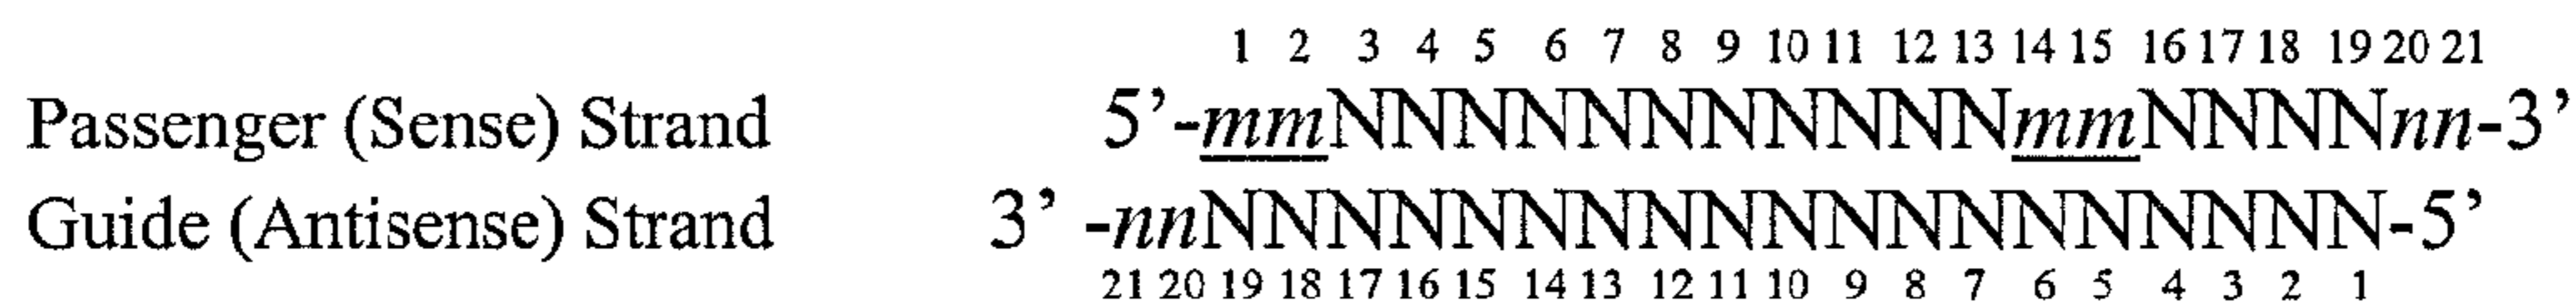 1 2 3 4 5 6 7 8 9 10 11 12 13 14 15 16 17 18 19 20 21
Passenger (Sense) Strand 5’-mmNNNNNNNNNNNmmNNNNnn-3’
Guide (Antisense) Strand 3’ -nnNNNNNNNNNNNNNNNNNNN-5’
21 20 19 18 17 16 15 14 13 12 11 10 9 8 7 6 5 4 3 2 1